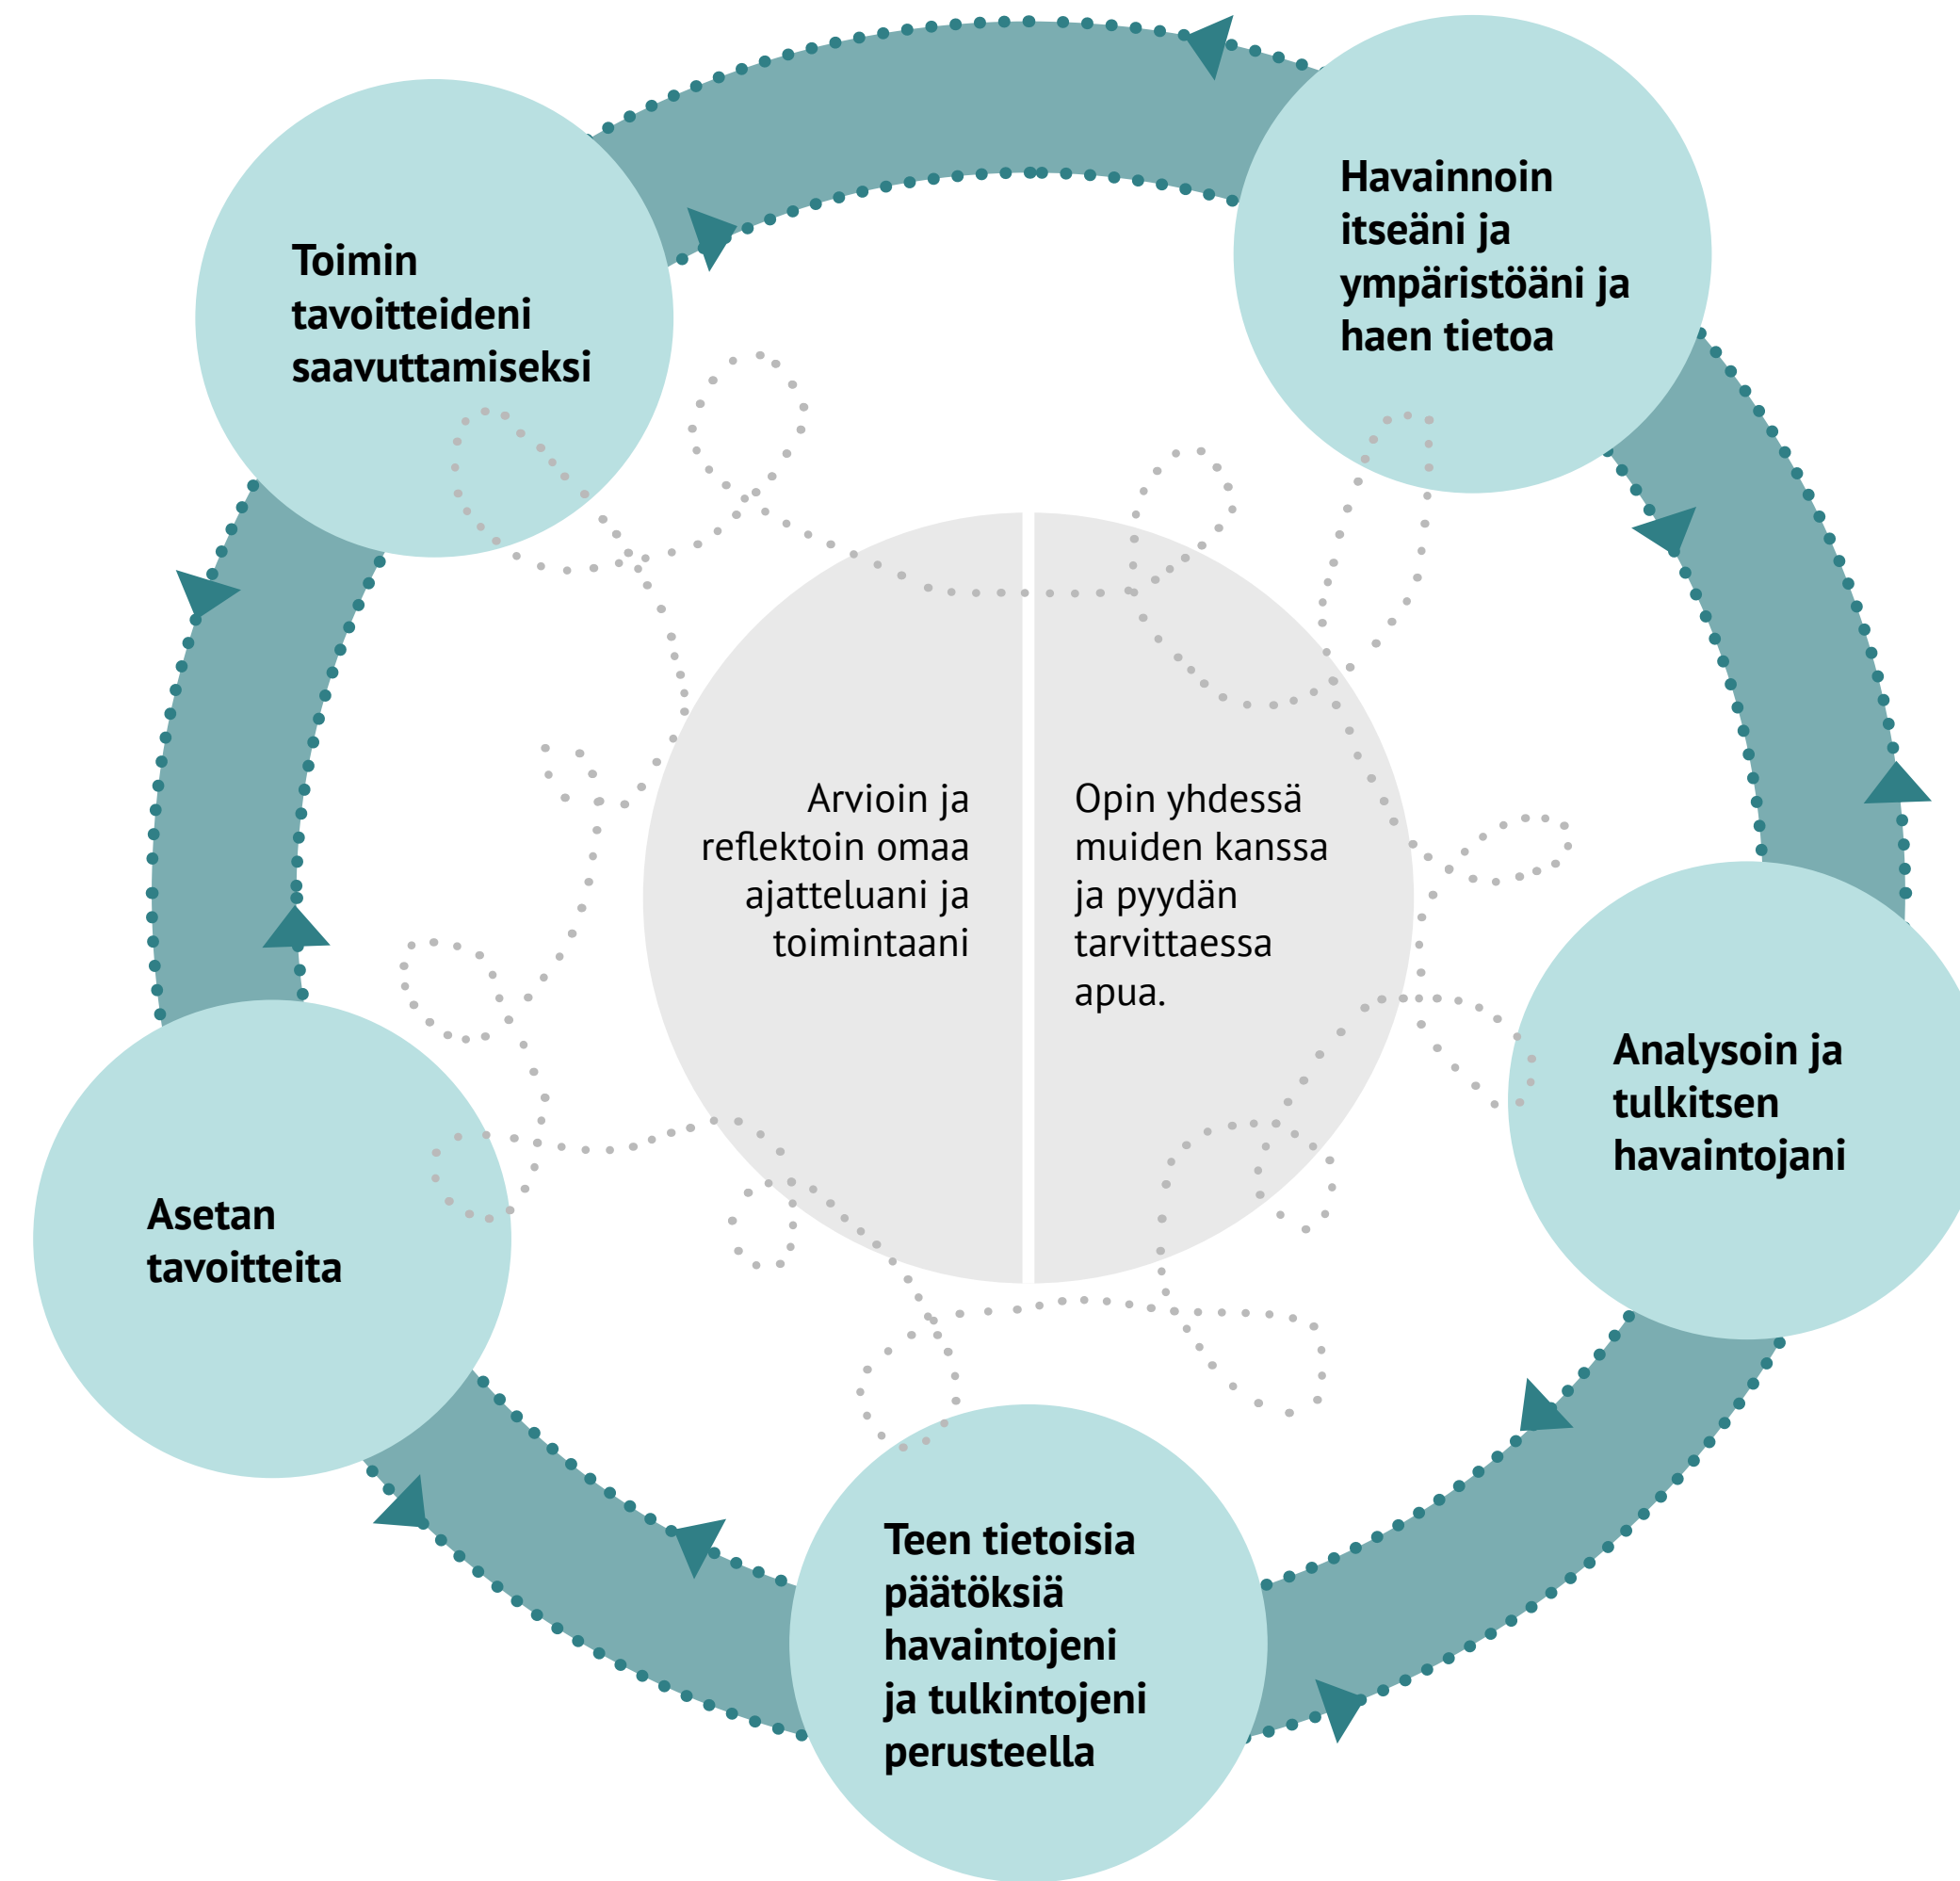 Havainnoin
itseäni ja
ympäristöäni ja
haen tietoa
Analysoin ja
tulkitsen
havaintojani
Teen tietoisia
päätöksiä
havaintojeni
ja tulkintojeni
perusteella
Asetan
tavoitteita
Toimin
tavoitteideni
saavuttamiseksi
Arvioin ja
reflektoin omaa
ajatteluani ja
toimintaani
Opin yhdessä
muiden kanssa
ja pyydän
tarvittaessa
apua.